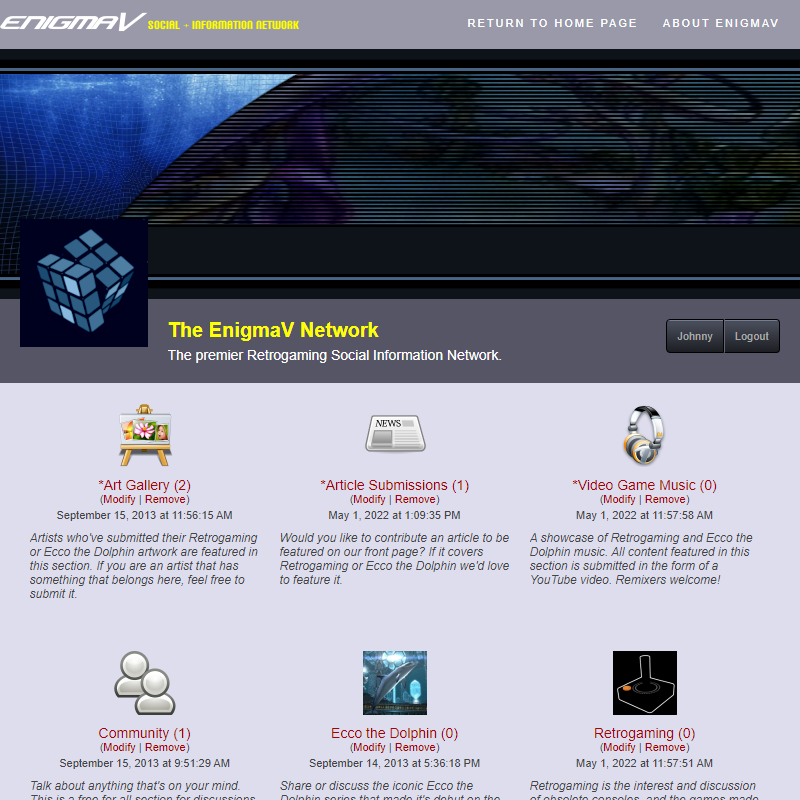 ENIGMAV SOCIAL + INFORMATION NETWORK
RETURN TO HOME PAGE ABOUT ENIGMAV
The EnigmaV Network
The premier Retrogaming Social Information Network.
Johnny Logout
NEWS
*Art Gallery (2)
(Modify | Remove)
September 15, 2013 at 11:56:15 AM
Artists who've submitted their Retrogaming
or Ecco the Dolphin artwork are featured in
this section. If you are an artist that has
something that belongs here, feel free to
submit it.
*Article Submissions (1)
(Modify | Remove)
May 1, 2022 at 1:09:35 PM
Would you like to contribute an article to be
featured on our front page? If it covers
Retrogaming or Ecco the Dolphin we'd love
to feature it.
*Video Game Music (0)
(Modify | Remove)
May 1, 2022 at 11:57:58 AM
A showcase of Retrogaming and Ecco the
Dolphin music. All content featured in this
section is submitted in the form of a
YouTube video. Remixers welcome!
Community (1)
(Modify | Remove)
September 15, 2013 at 9:51:29 AM
Talk about anything that's on your mind.
This is a free for all section for discussions
Ecco the Dolphin (0)
(Modify | Remove)
September 14, 2013 at 5:36:18 PM
Share or discuss the iconic Ecco the
Dolphin series that made it's debut on the
Retrogaming (0)
(Modify | Remove)
May 1, 2022 at 11:57:51 AM
Retrogaming is the interest and discussion
of obsolete consoles, and the games made